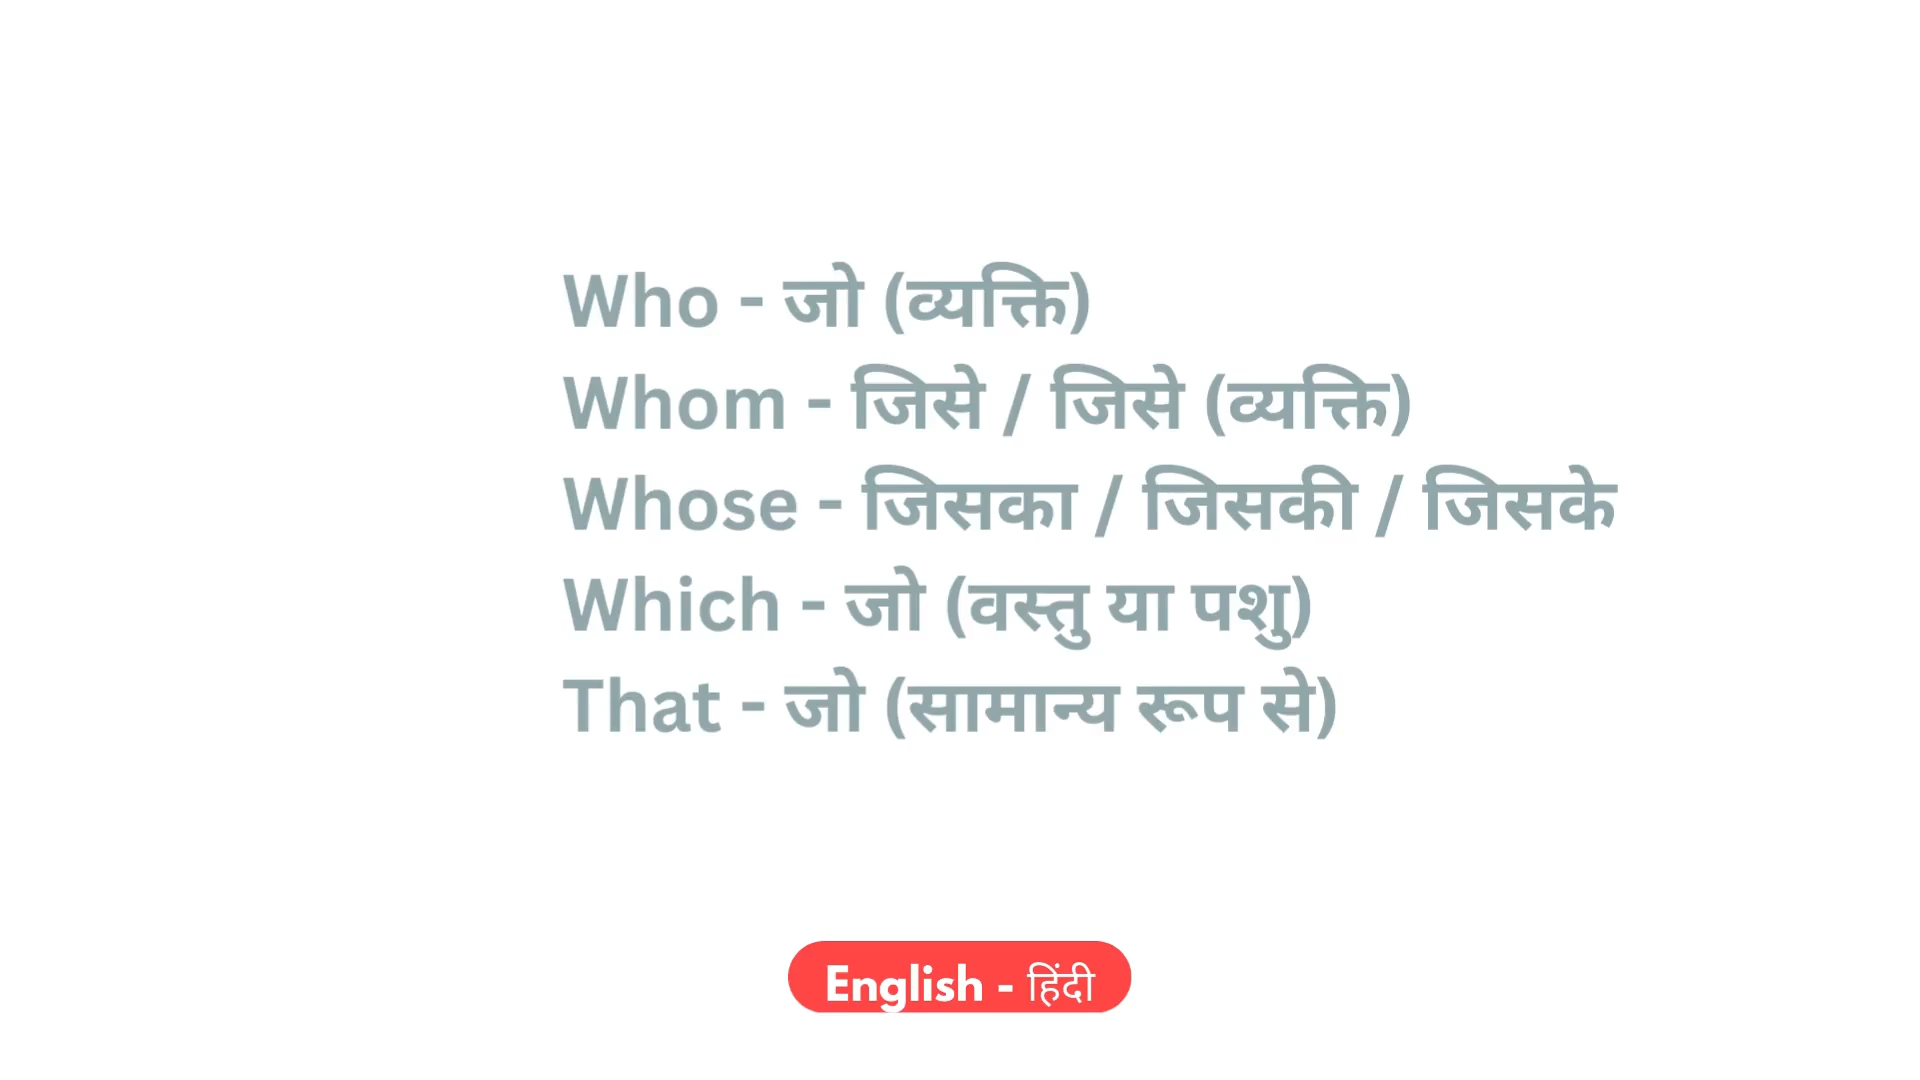 Who - जो (व्यक्ति)
Whom - जिसे / जिसे (व्यक्ति)
Whose - जिसका / जिसकी / जिसके
Which - जो (वस्तु या पशु)
That - जो (सामान्य रूप से)
English - हिंदी